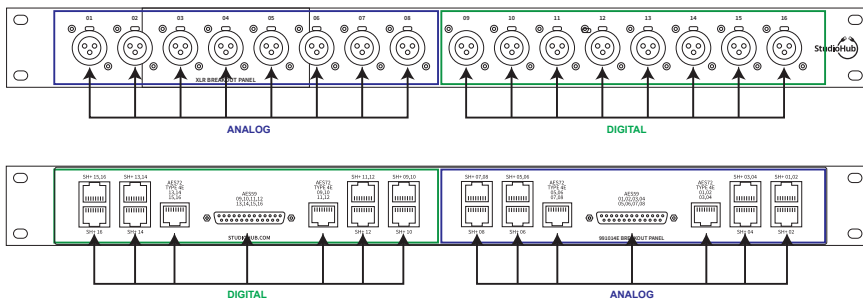 01 02 03 04 05 06 07 08 09 10 11 12 13 14 15 16
StudioHub
XLR BREAKOUT PANEL
ANALOG DIGITAL
SH+ 15,16 SH+ 13,14
AES72
TYPE 4E
13,14
15,16
AES59
09,10,11,12
13,14,15,16
AES72
TYPE 4E
09,10
11,12
SH+ 11,12 SH+ 09,10
SH+ 07,08 SH+ 05,06
AES72
TYPE 4E
05,06
07,08
AES59
01,02,03,04
05,06,07,08
AES72
TYPE 4E
01,02
03,04
SH+ 03,04 SH+ 01,02
SH+ 16 SH+ 14 STUDIOHUB.COM SH+ 12 SH+ 10
SH+ 08 SH+ 06 991014E BREAKOUT PANEL SH+ 04 SH+ 02
DIGITAL ANALOG